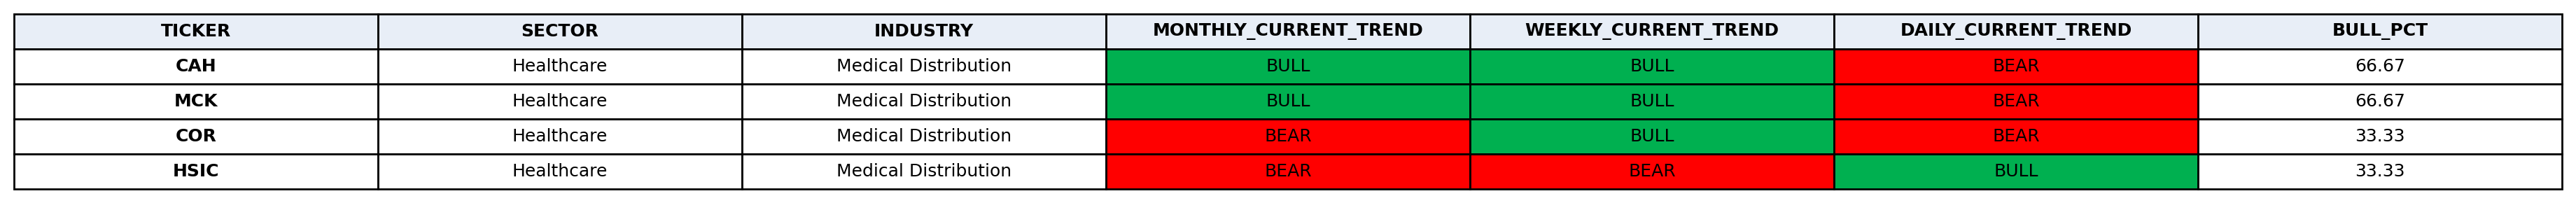 TICKER SECTOR INDUSTRY MONTHLY_CURRENT_TREND WEEKLY_CURRENT_TREND DAILY_CURRENT_TREND BULL_PCT
CAH Healthcare Medical Distribution BULL BULL BEAR 66.67
MCK Healthcare Medical Distribution BULL BULL BEAR 66.67
COR Healthcare Medical Distribution BEAR BULL BEAR 33.33
HSIC Healthcare Medical Distribution BEAR BEAR BULL 33.33